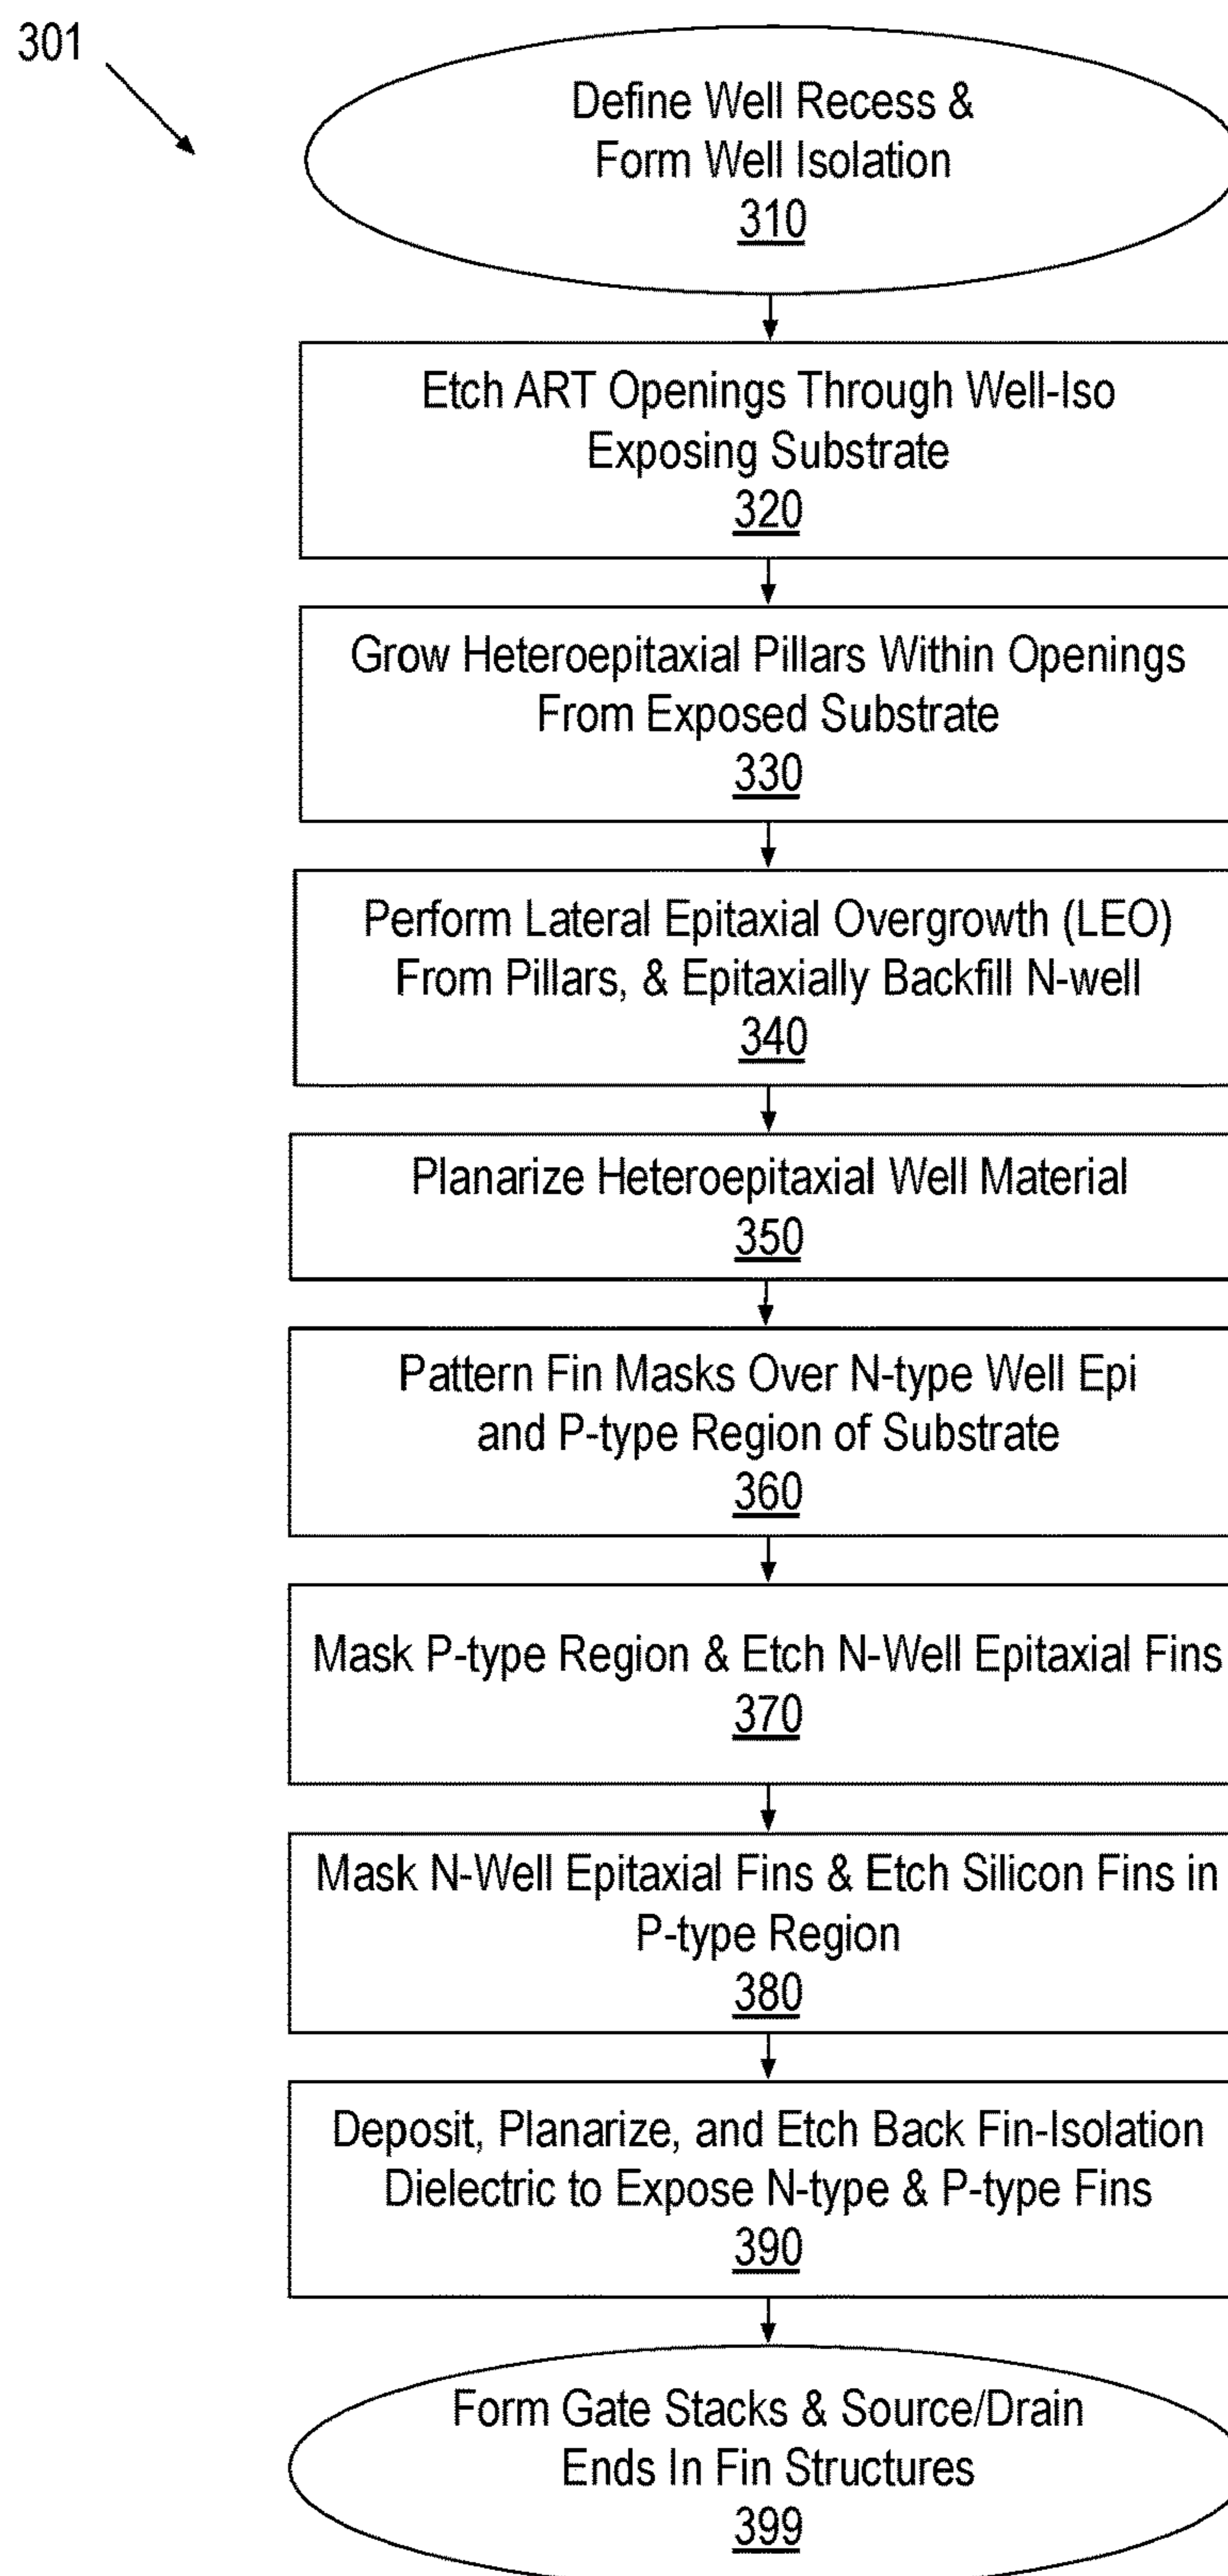 301
Define Well Recess &
Form Well Isolation
310
Etch ART Openings Through Well-Iso
Exposing Substrate
320
Grow Heteroepitaxial Pillars Within Openings
From Exposed Substrate
330
Perform Lateral Epitaxial Overgrowth (LEO)
From Pillars, & Epitaxially Backfill N-well
340
Planarize Heteroepitaxial Well Material
350
Pattern Fin Masks Over N-type Well Epi
and P-type Region of Substrate
360
Mask P-type Region & Etch N-Well Epitaxial Fins
370
Mask N-Well Epitaxial Fins & Etch Silicon Fins in
P-type Region
380
Deposit, Planarize, and Etch Back Fin-Isolation
Dielectric to Expose N-type & P-type Fins
390
Form Gate Stacks & Source/Drain
Ends In Fin Structures
399